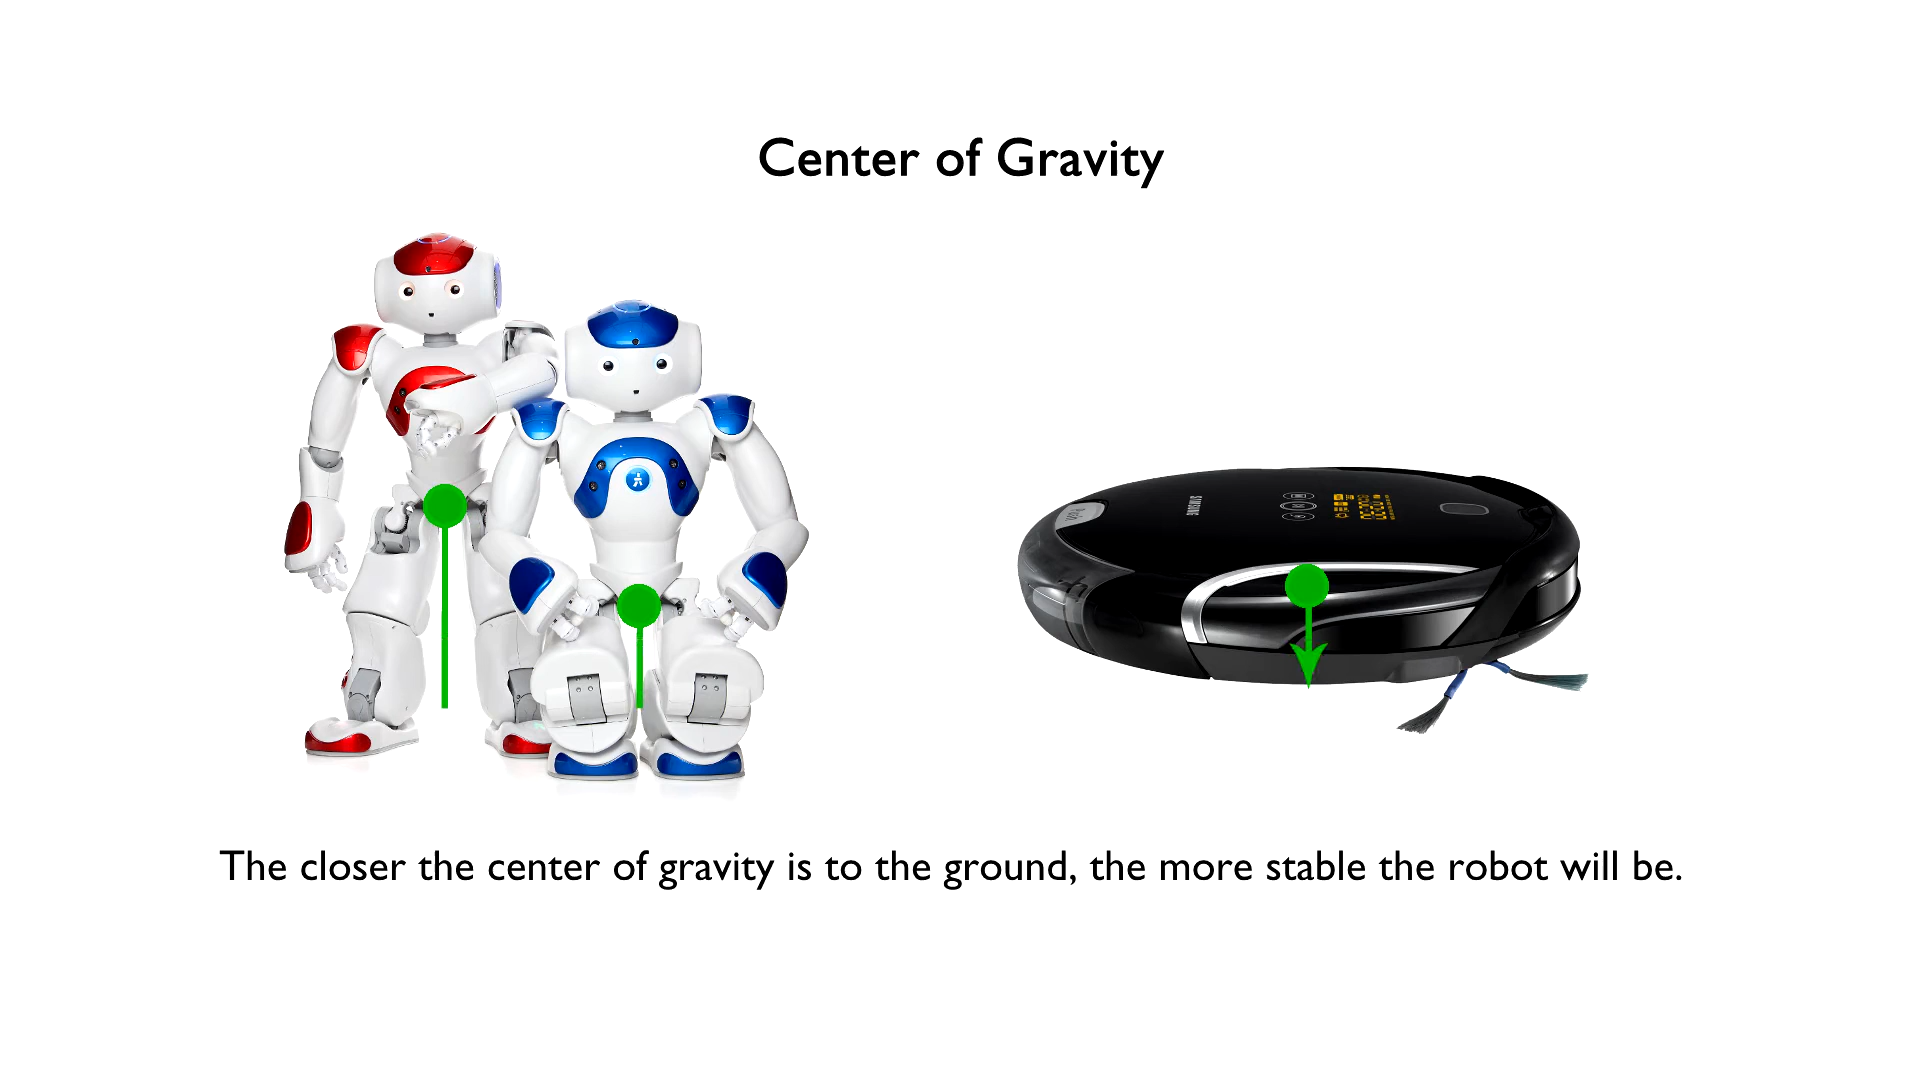 Center of Gravity
SAMSUNG
The closer the center of gravity is to the ground, the more stable the robot will be.